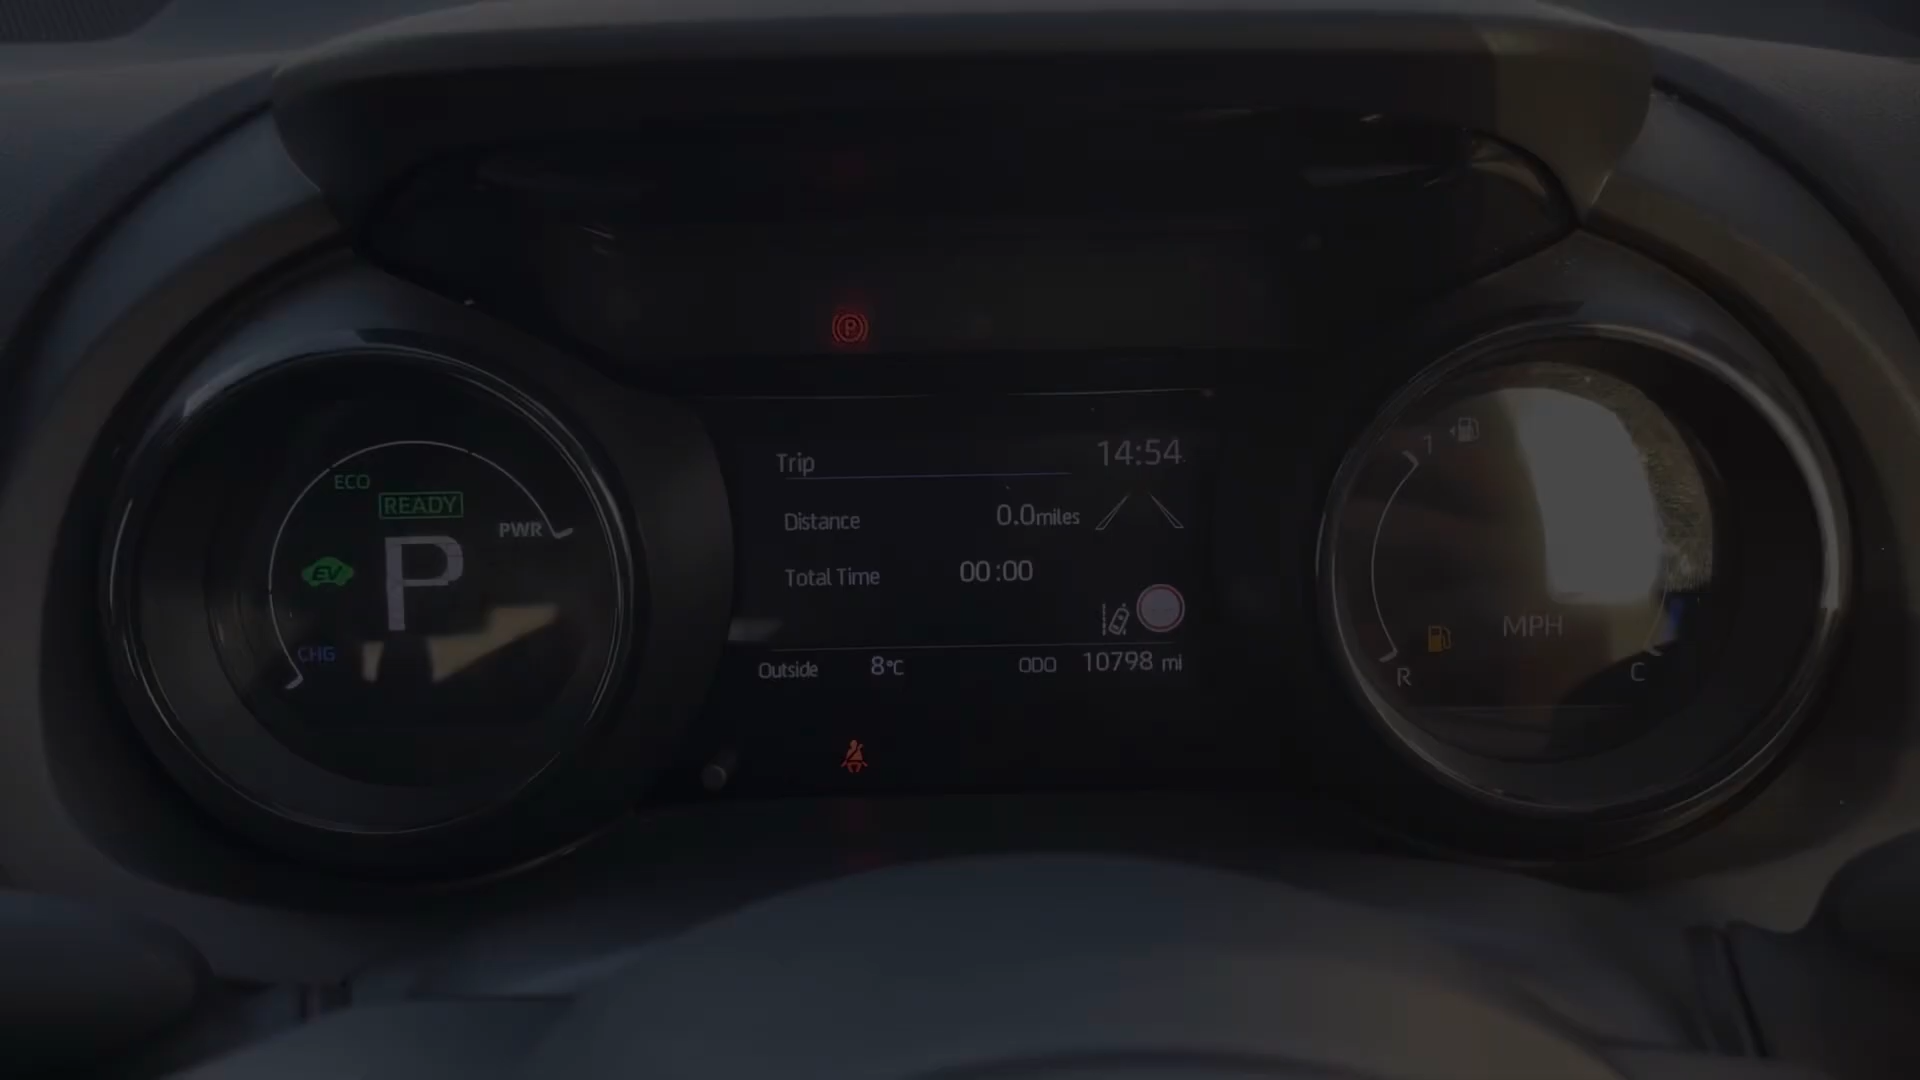 Trip
14:54
ECO
READY
PWR
Distance
0.0miles
P
EV
Total Time
00:00
MPH
CHG
Outside
8°C
ODO
10798 mi
R
C
1
P